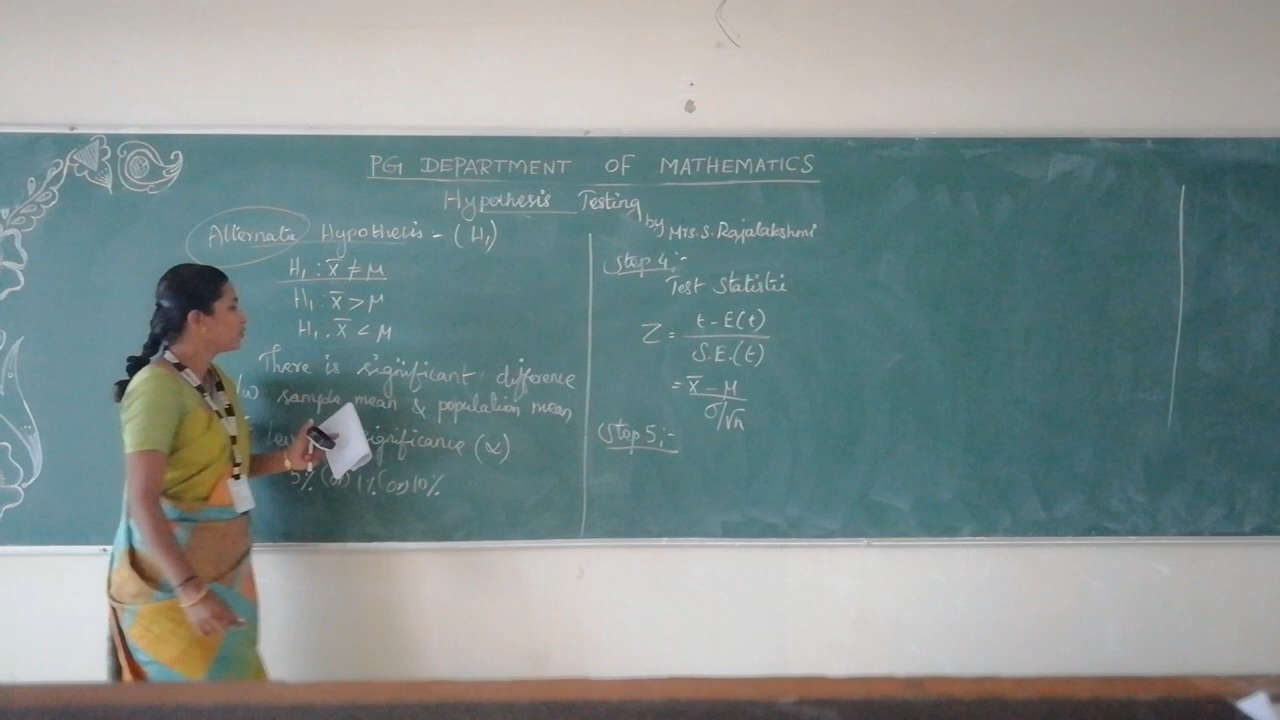 PG DEPARTMENT OF MATHEMATICS
Hypothesis Testing
by Mrs. S. Rajalakshmi
Alternate Hypothesis - (H₁)
H₁ : x̄ ≠ μ
H₁ : x̄ > μ
H₁ : x̄ < μ
There is significant difference
sample mean & population mean
ignificance (α)
5% (or) 1% (or) 10%
Step 4:-
Test Statistic
Z = t - E(t) / S.E.(t)
= x̄ - μ / σ/√n
Step 5:-